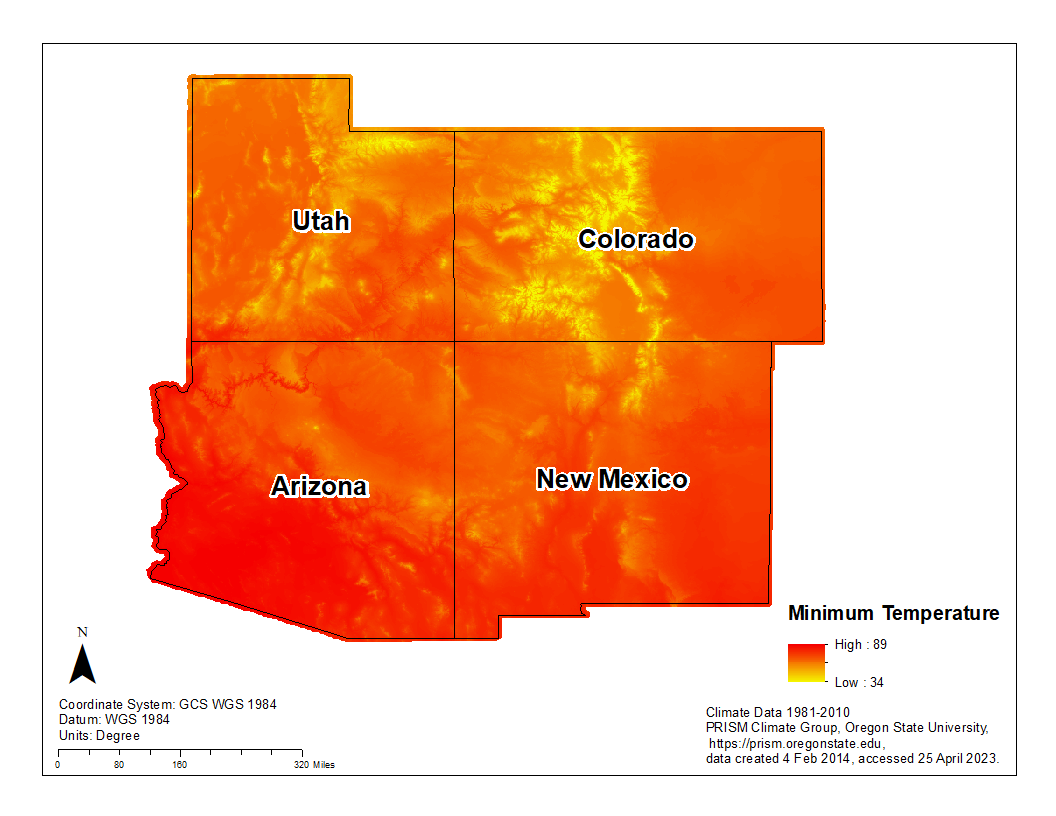 Utah
Colorado
Arizona
New Mexico
Minimum Temperature
High : 89
Low : 34
N
Coordinate System: GCS WGS 1984
Datum: WGS 1984
Units: Degree
0 80 160 320 Miles
Climate Data 1981-2010
PRISM Climate Group, Oregon State University,
https://prism.oregonstate.edu,
data created 4 Feb 2014, accessed 25 April 2023.